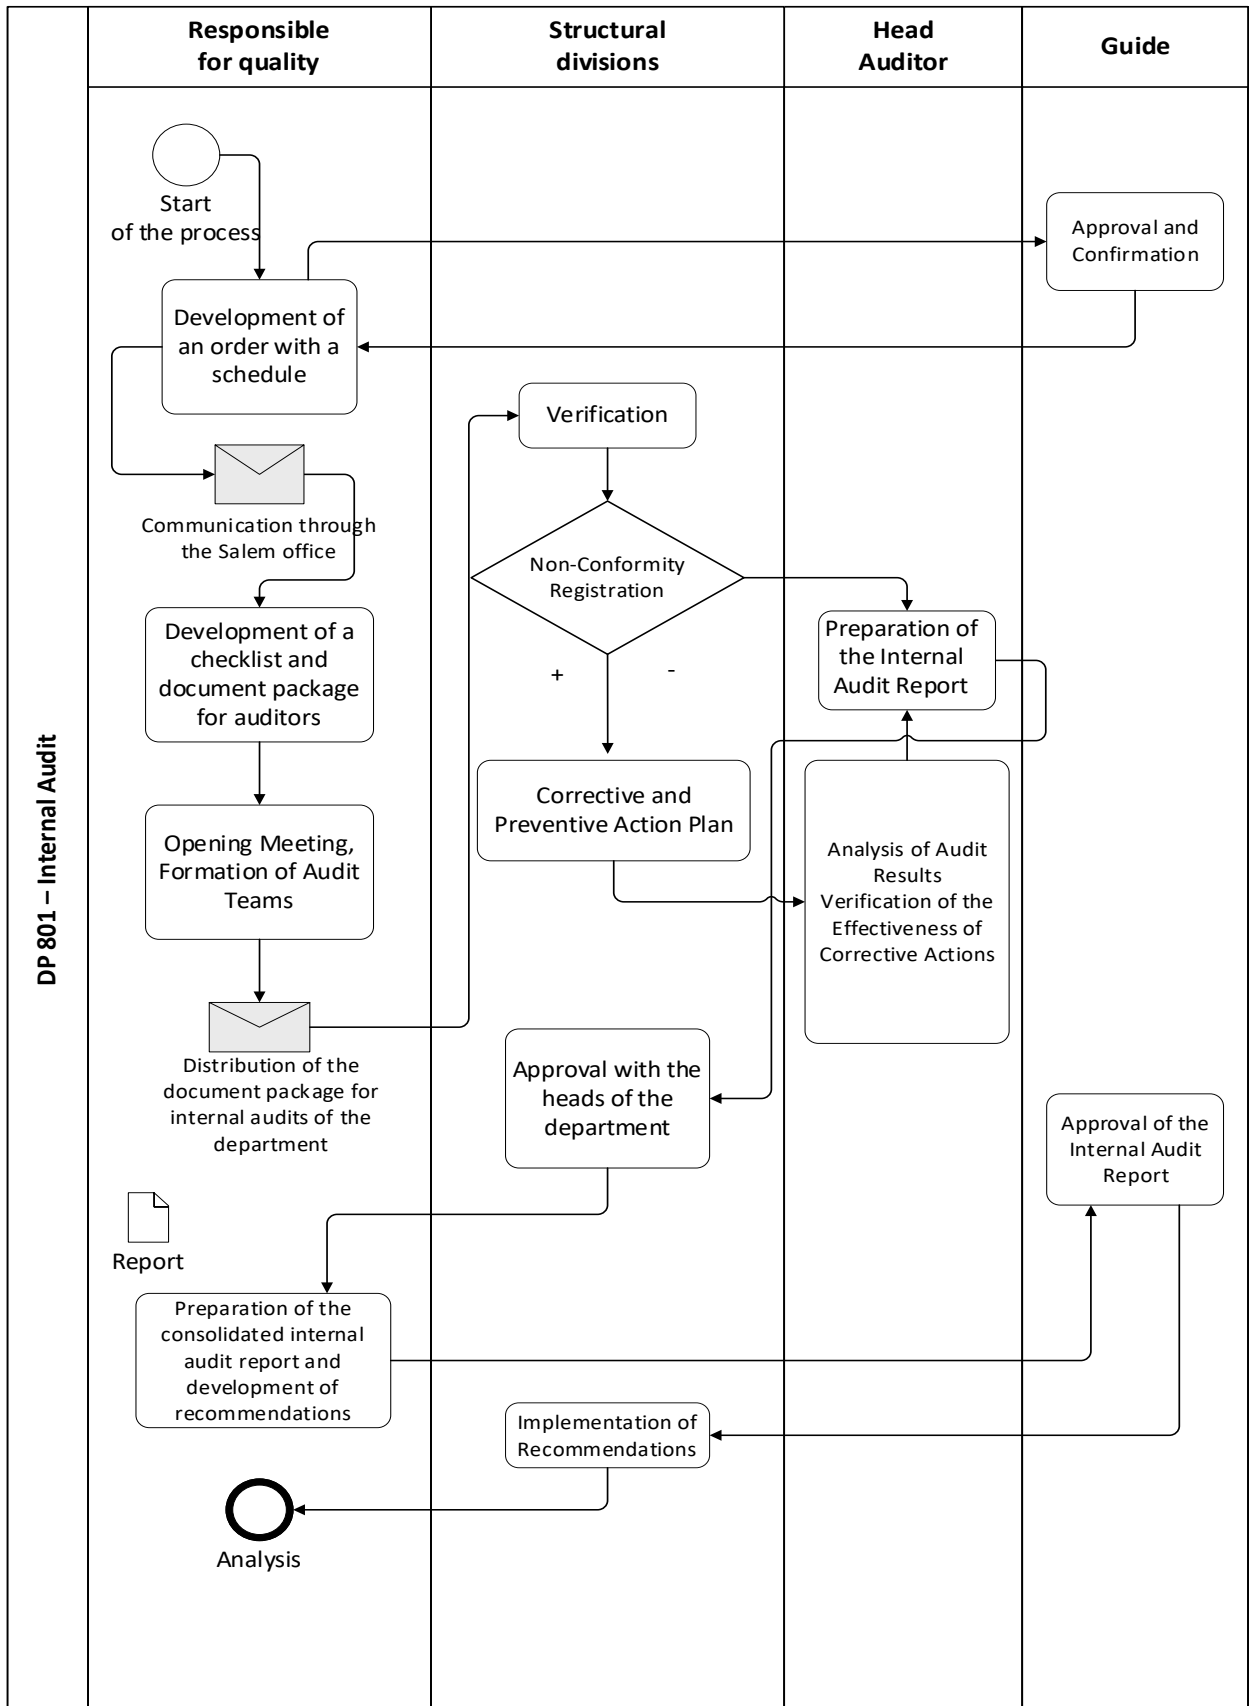 Responsible
for quality
Structural
divisions
Head
Auditor
Guide
DP 801 – Internal Audit
Start
of the process
Approval and
Confirmation
Development of
an order with a
schedule
Verification
Communication through
the Salem office
Non-Conformity
Registration
+
-
Development of a
checklist and
document package
for auditors
Preparation of
the Internal
Audit Report
Corrective and
Preventive Action Plan
Opening Meeting,
Formation of Audit
Teams
Analysis of Audit
Results
Verification of the
Effectiveness of
Corrective Actions
Distribution of the
document package for
internal audits of the
department
Approval with the
heads of the
department
Approval of the
Internal Audit
Report
Report
Preparation of the
consolidated internal
audit report and
development of
recommendations
Implementation of
Recommendations
Analysis